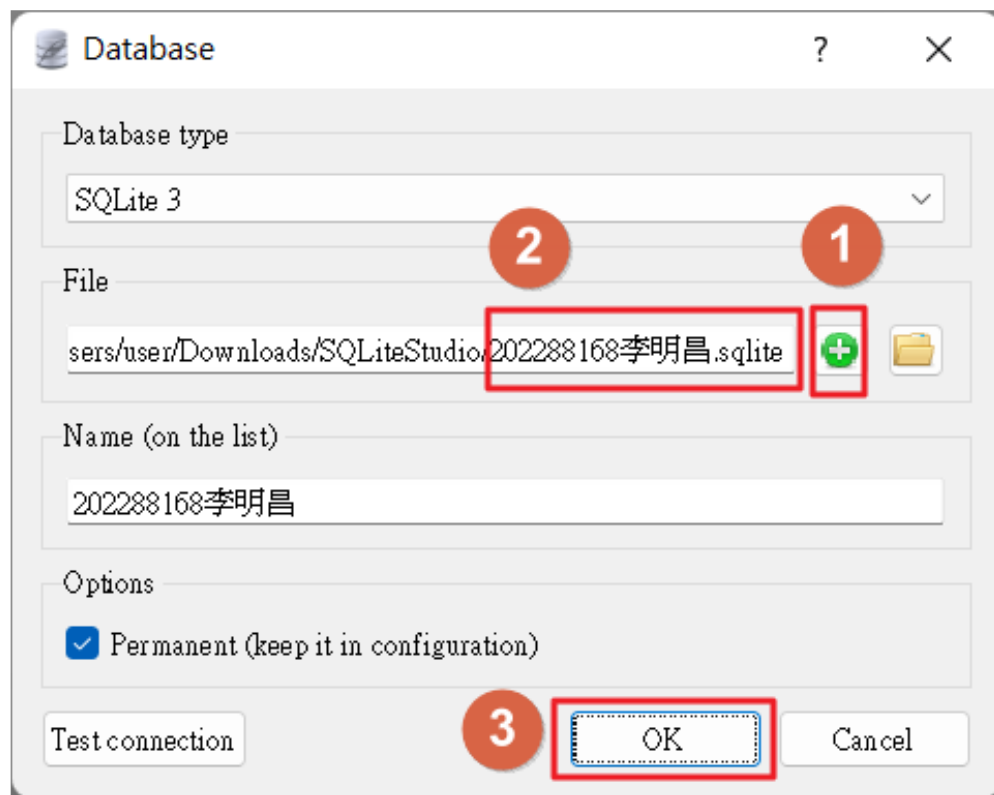 Database
?
Database type
SQLite 3
2
1
File
sers/user/Downloads/SQLiteStudio/202288168李明昌.sqlite
Name (on the list)
202288168李明昌
Options
Permanent (keep it in configuration)
Test connection
3
OK
Cancel